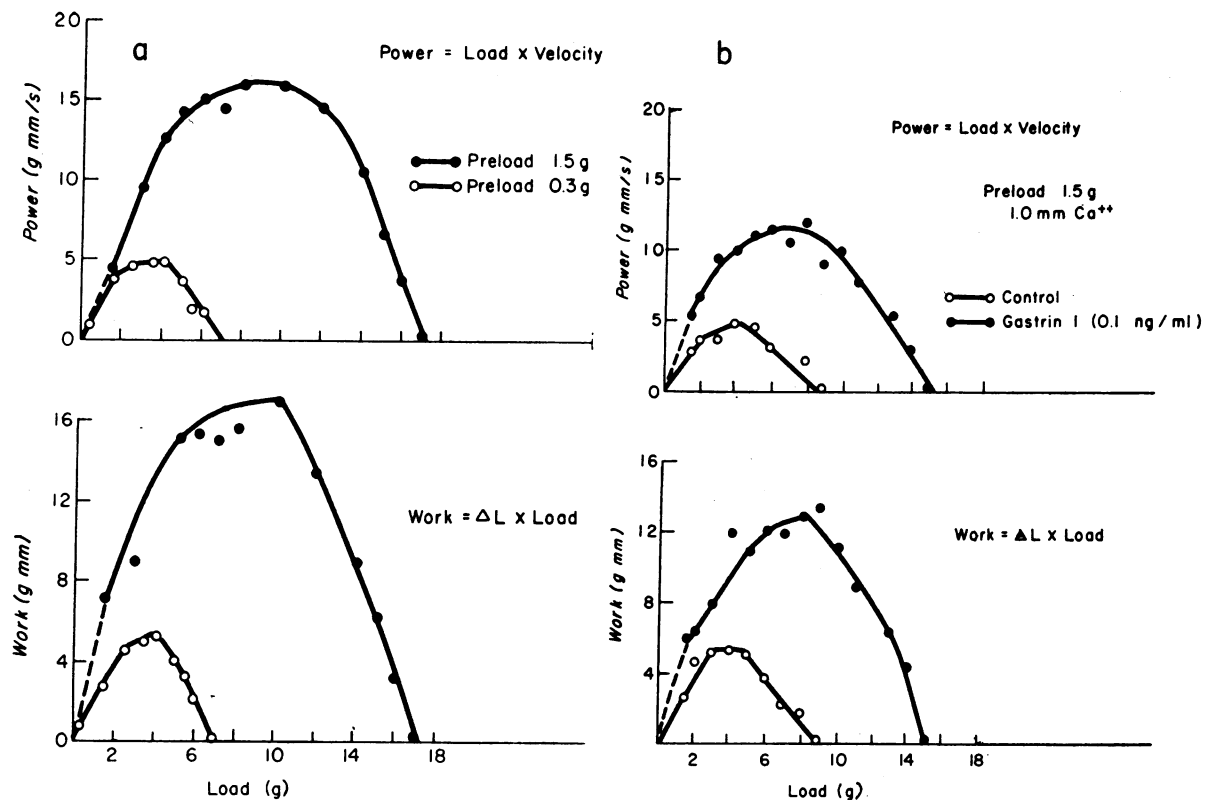 a
Power = Load x Velocity
20
15
10
5
0
Power (g mm/s)
Preload 1.5 g
Preload 0.3 g
16
12
8
4
0
Work (g mm)
Work = △L x Load
2
6
10
14
18
Load (g)
b
Power = Load x Velocity
20
15
10
5
0
Power (g mm/s)
Preload 1.5 g
1.0 mm Ca++
Control
Gastrin I (0.1 ng/ml)
16
12
8
4
Work (g mm)
Work = ▲L x Load
2
6
10
14
18
Load (g)